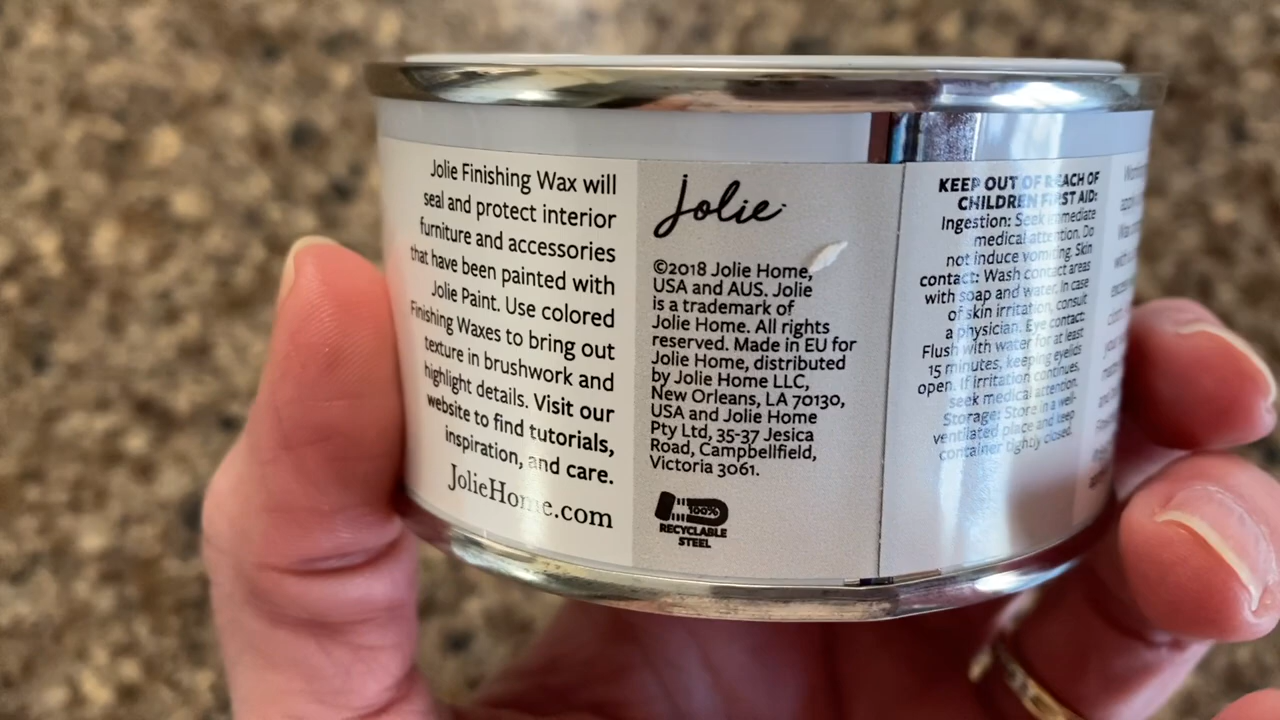 Jolie Finishing Wax will
seal and protect interior
furniture and accessories
that have been painted with
Jolie Paint. Use colored
Finishing Waxes to bring out
texture in brushwork and
highlight details. Visit our
website to find tutorials,
inspiration, and care.
JolieHome.com
Jolie
©2018 Jolie Home,
USA and AUS. Jolie
is a trademark of
Jolie Home. All rights
reserved. Made in EU for
Jolie Home, distributed
by Jolie Home LLC,
New Orleans, LA 70130,
USA and Jolie Home
Pty Ltd, 35-37 Jesica
Road, Campbellfield,
Victoria 3061.
100%
RECYCLABLE
STEEL
KEEP OUT OF REACH OF
CHILDREN FIRST AID:
Ingestion: Seek immediate
medical attention. Do
not induce vomiting. Skin
contact: Wash contact areas
with soap and water. In case
of skin irritation, consult
a physician. Eye contact:
Flush with water for at least
15 minutes, keeping eyelids
open. If irritation continues,
seek medical attention.
Storage: Store in a well-
ventilated place and keep
container tightly closed.